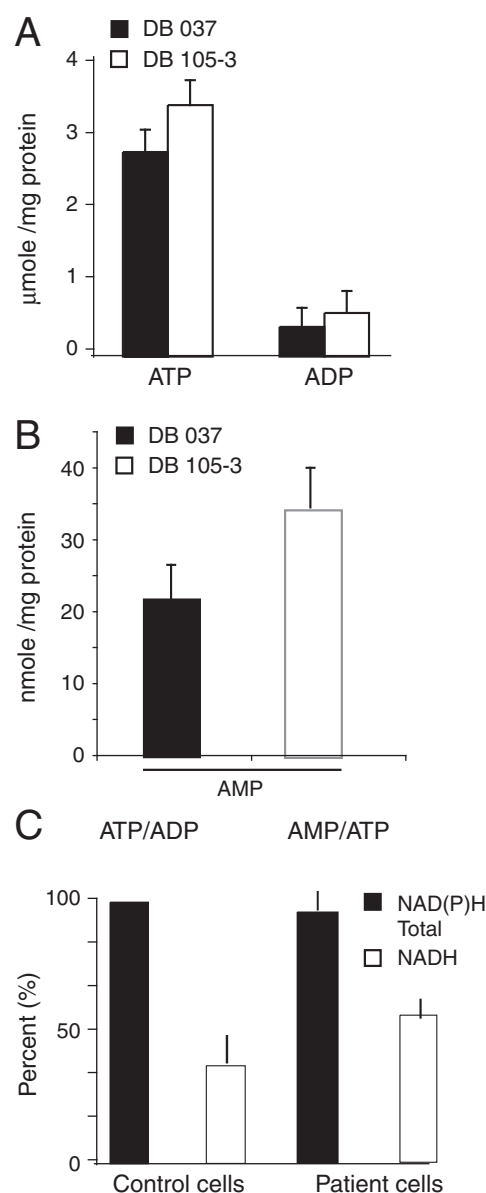 A
DB 037
DB 105-3
4
3
2
1
0
μmole /mg protein
ATP ADP
B
DB 037
DB 105-3
40
30
20
10
0
nmole /mg protein
AMP
C
ATP/ADP AMP/ATP
100
50
0
Percent (%)
NAD(P)H
Total
NADH
Control cells Patient cells